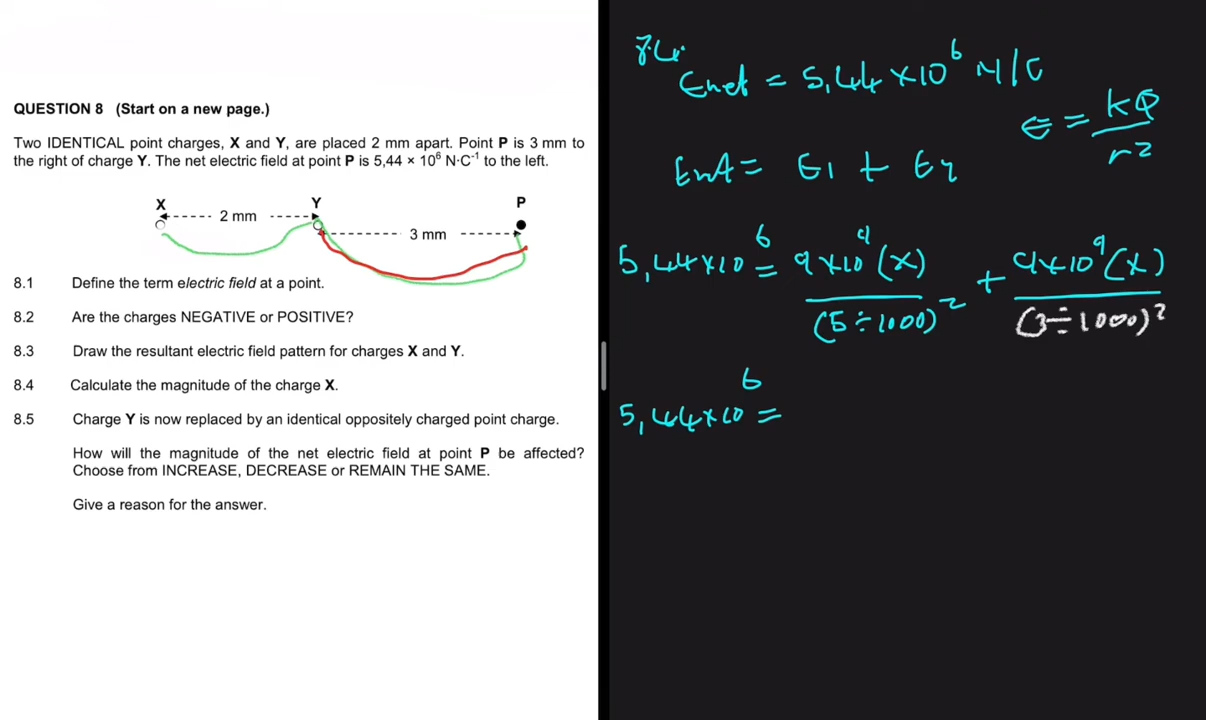 QUESTION 8 (Start on a new page.)
Two IDENTICAL point charges, X and Y, are placed 2 mm apart. Point P is 3 mm to
the right of charge Y. The net electric field at point P is 5,44 × 10⁶ N·C⁻¹ to the left.
X Y P
2 mm
3 mm
8.1 Define the term electric field at a point.
8.2 Are the charges NEGATIVE or POSITIVE?
8.3 Draw the resultant electric field pattern for charges X and Y.
8.4 Calculate the magnitude of the charge X.
8.5 Charge Y is now replaced by an identical oppositely charged point charge.
How will the magnitude of the net electric field at point P be affected?
Choose from INCREASE, DECREASE or REMAIN THE SAME.
Give a reason for the answer.
8.4.
Enet = 5,44×10⁶ N/C
E = kQ
r²
Enet = E1 + E2
5,44×10⁶ = 9×10⁹(x) + 9×10⁹(x)
(5÷1000)² (3÷1000)²
5,44×10⁶ =